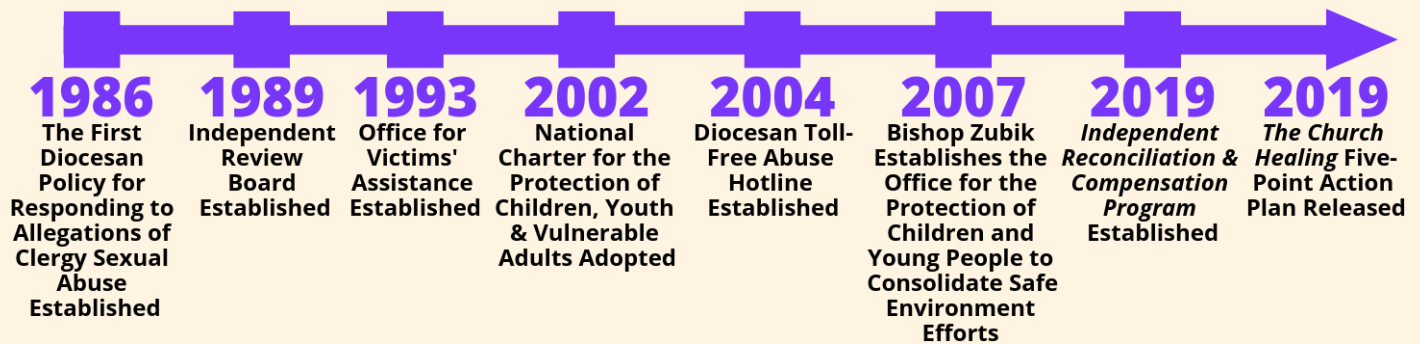 1986
The First
Diocesan
Policy for
Responding to
Allegations of
Clergy Sexual
Abuse
Established
1989
Independent
Review
Board
Established
1993
Office for
Victims'
Assistance
Established
2002
National
Charter for the
Protection of
Children, Youth
& Vulnerable
Adults Adopted
2004
Diocesan Toll-
Free Abuse
Hotline
Established
2007
Bishop Zubik
Establishes the
Office for the
Protection of
Children and
Young People to
Consolidate Safe
Environment
Efforts
2019
Independent
Reconciliation &
Compensation
Program
Established
2019
The Church
Healing Five-
Point Action
Plan Released